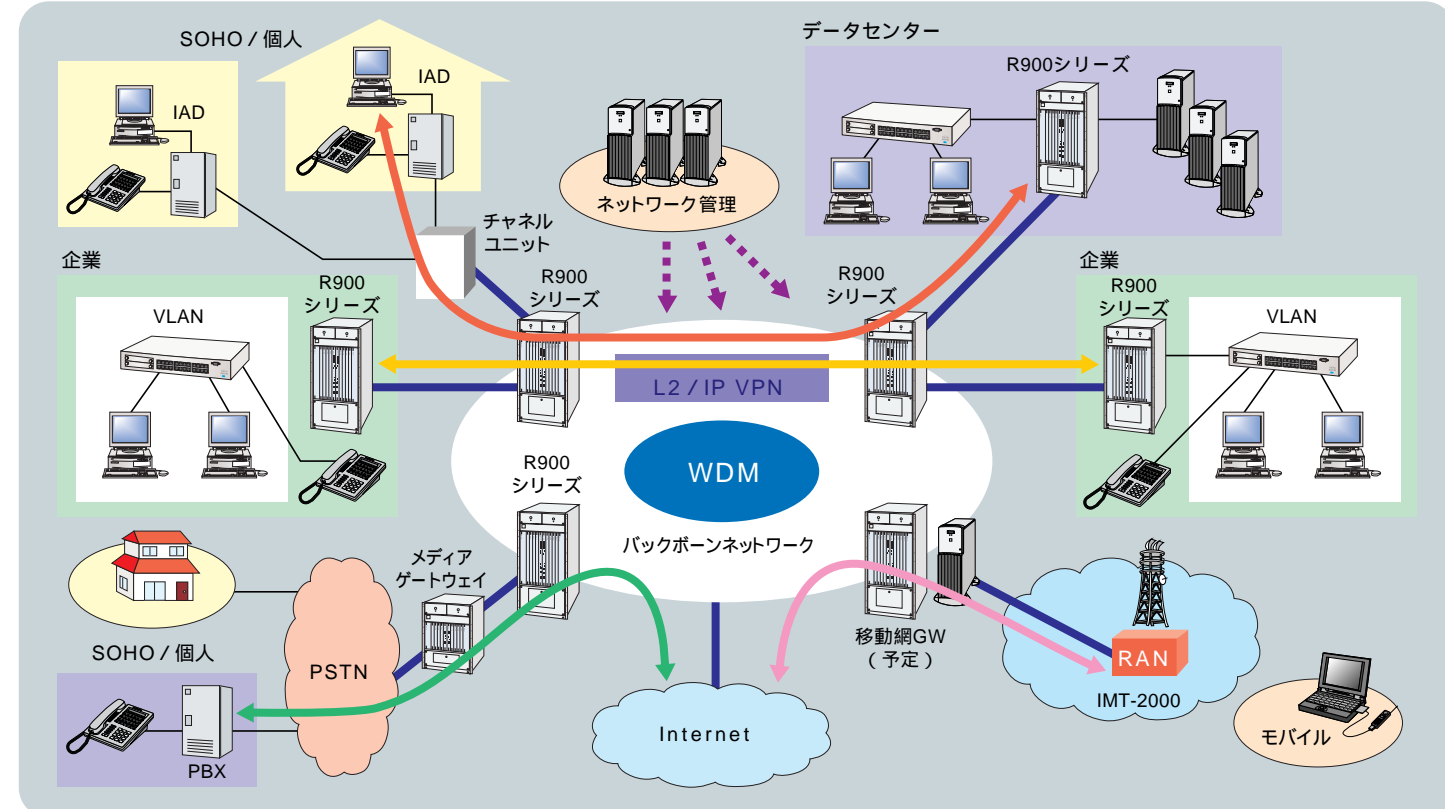 SOHO / 個人
IAD
IAD
データセンター
R900シリーズ
ネットワーク管理
チャネル
ユニット
企業
R900
シリーズ
VLAN
R900
シリーズ
R900
シリーズ
企業
R900
シリーズ
VLAN
L2 / IP VPN
WDM
バックボーンネットワーク
R900
シリーズ
メディア
ゲートウェイ
SOHO / 個人
PSTN
PBX
Internet
移動網GW
(予定)
RAN
IMT-2000
モバイル